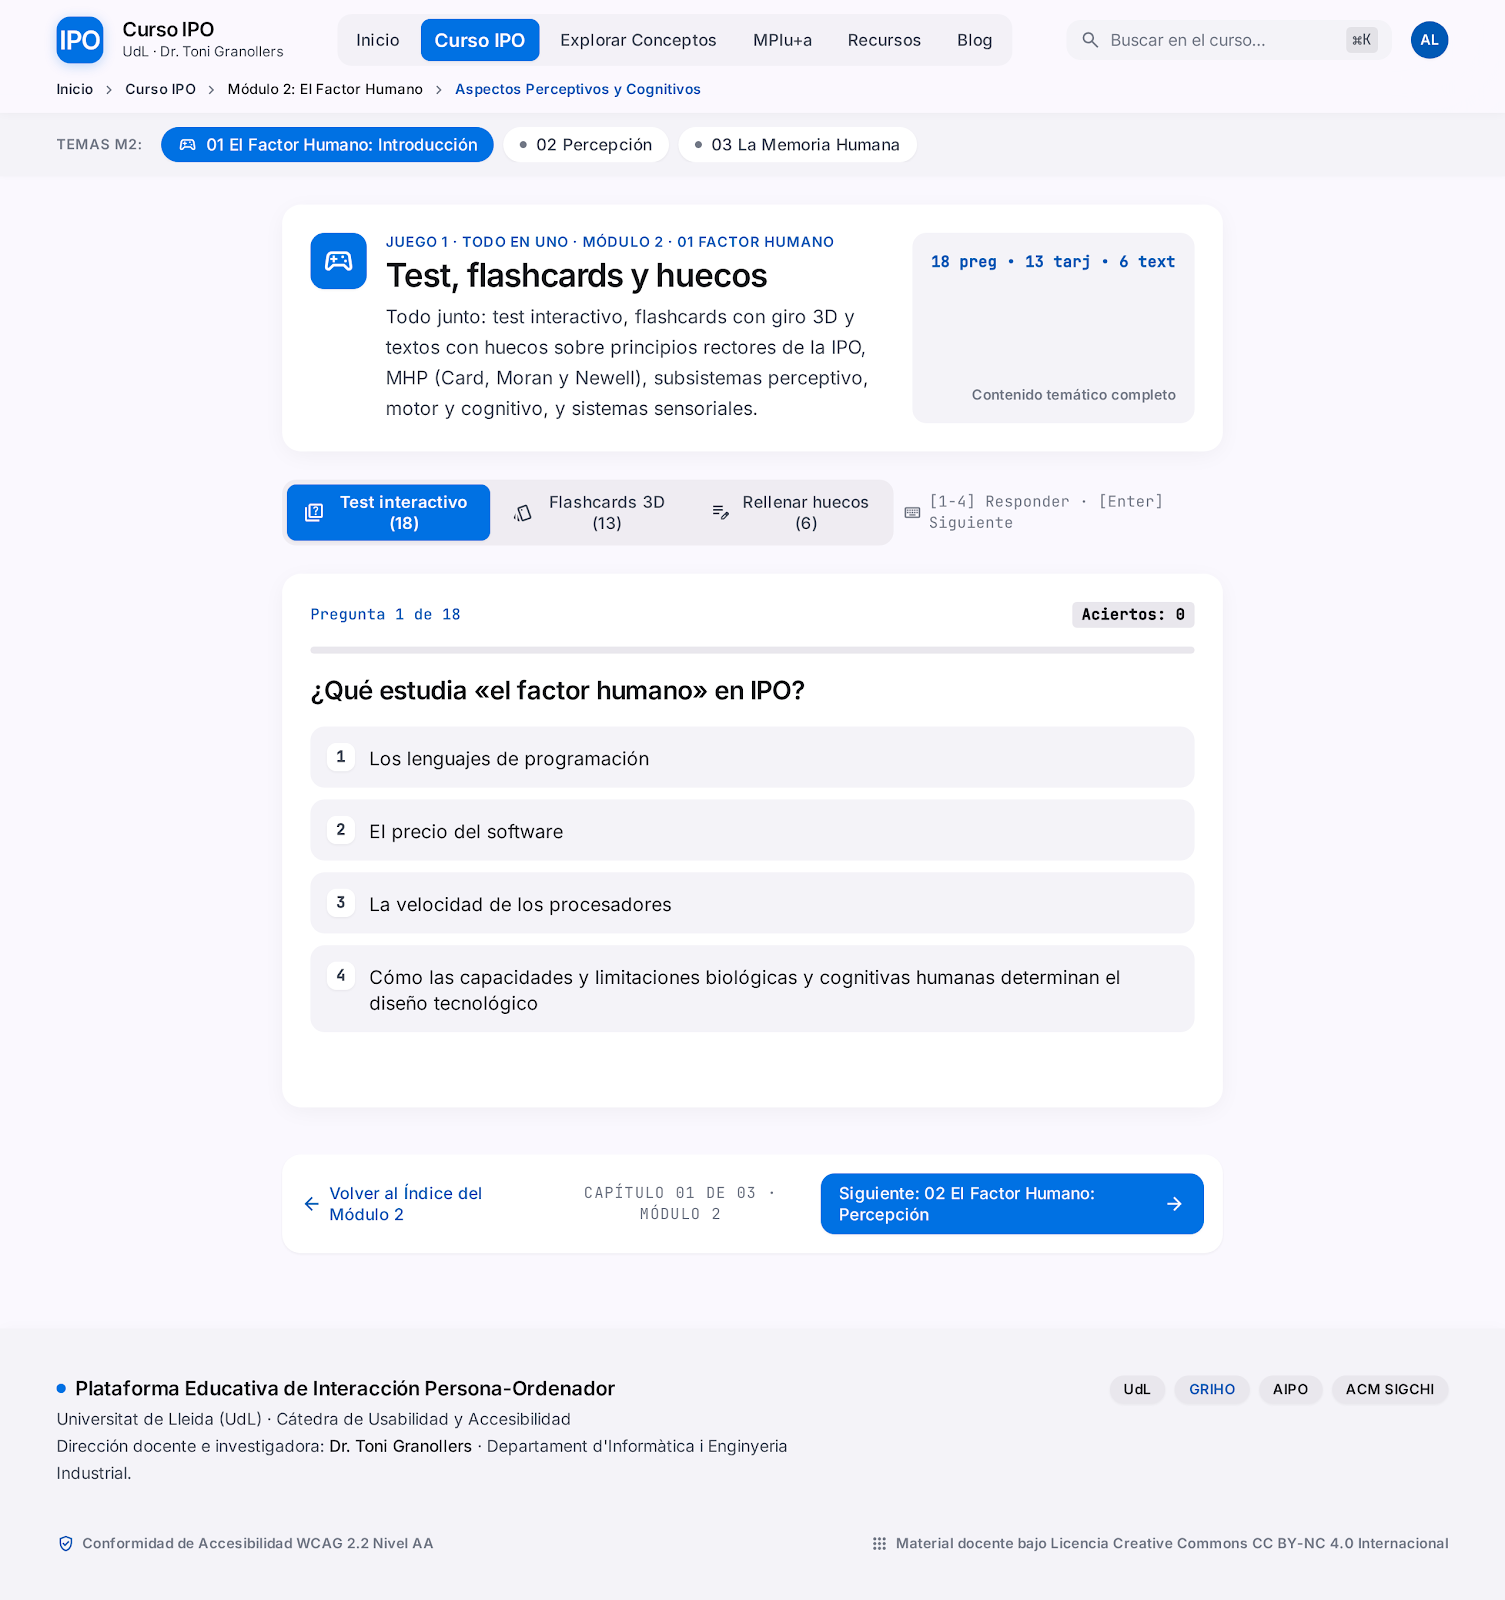 IPO
Curso IPO
UdL · Dr. Toni Granollers
Inicio
Curso IPO
Explorar Conceptos
MPIu+a
Recursos
Blog
Buscar en el curso...
⌘K
AL
Inicio > Curso IPO > Módulo 2: El Factor Humano > Aspectos Perceptivos y Cognitivos
TEMAS M2:
01 El Factor Humano: Introducción
02 Percepción
03 La Memoria Humana
JUEGO 1 · TODO EN UNO · MÓDULO 2 · 01 FACTOR HUMANO
Test, flashcards y huecos
Todo junto: test interactivo, flashcards con giro 3D y
textos con huecos sobre principios rectores de la IPO,
MHP (Card, Moran y Newell), subsistemas perceptivo,
motor y cognitivo, y sistemas sensoriales.
18 preg • 13 tarj • 6 text
Contenido temático completo
Test interactivo
(18)
Flashcards 3D
(13)
Rellenar huecos
(6)
[1-4] Responder · [Enter]
Siguiente
Pregunta 1 de 18
Aciertos: 0
¿Qué estudia «el factor humano» en IPO?
1 Los lenguajes de programación
2 El precio del software
3 La velocidad de los procesadores
4 Cómo las capacidades y limitaciones biológicas y cognitivas humanas determinan el
diseño tecnológico
Volver al Índice del
Módulo 2
CAPÍTULO 01 DE 03 ·
MÓDULO 2
Siguiente: 02 El Factor Humano:
Percepción
Plataforma Educativa de Interacción Persona-Ordenador
Universitat de Lleida (UdL) · Cátedra de Usabilidad y Accesibilidad
Dirección docente e investigadora: Dr. Toni Granollers · Departament d'Informàtica i Enginyeria
Industrial.
UdL
GRIHO
AIPO
ACM SIGCHI
Conformidad de Accesibilidad WCAG 2.2 Nivel AA
Material docente bajo Licencia Creative Commons CC BY-NC 4.0 Internacional